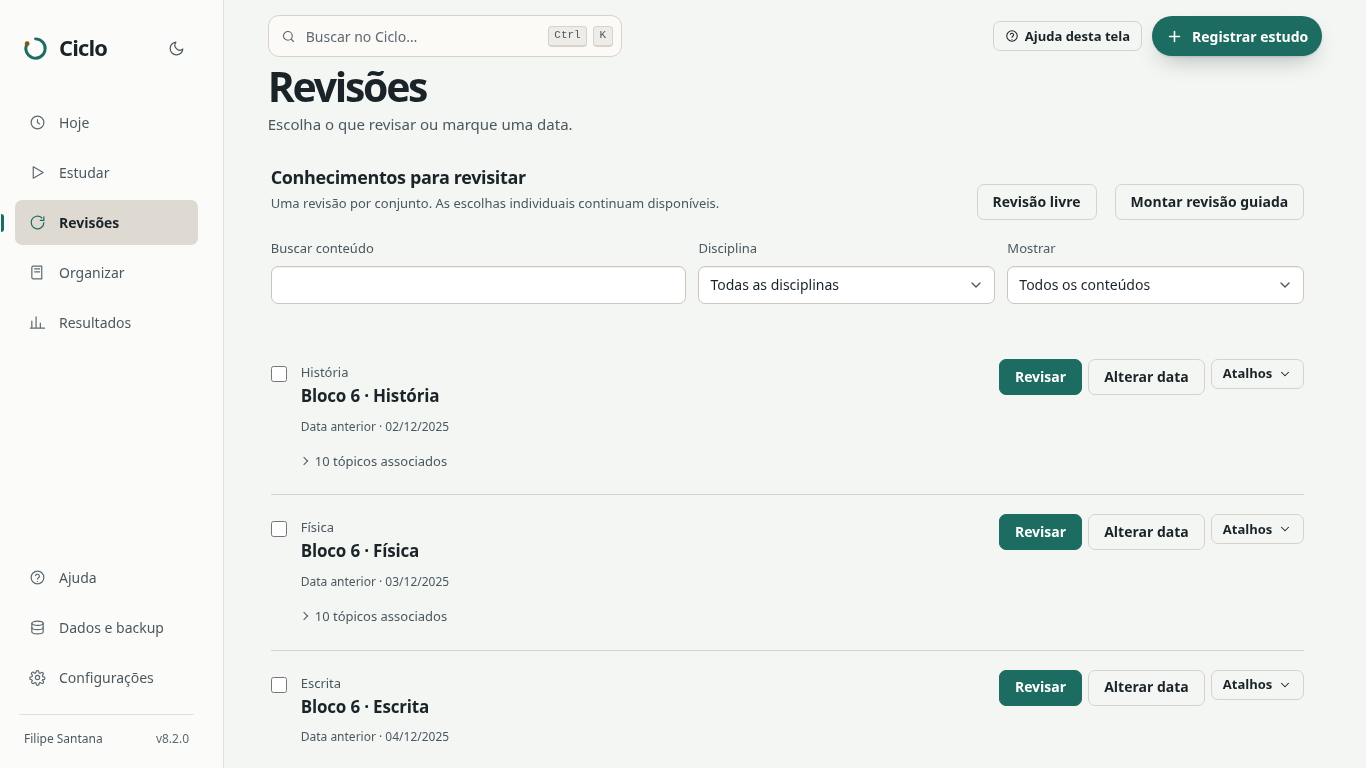 Ciclo
Hoje
Estudar
Revisões
Organizar
Resultados
Ajuda
Dados e backup
Configurações
Filipe Santana v8.2.0
Buscar no Ciclo... Ctrl K
Ajuda desta tela
Registrar estudo
Revisões
Escolha o que revisar ou marque uma data.
Conhecimentos para revisitar
Uma revisão por conjunto. As escolhas individuais continuam disponíveis.
Revisão livre
Montar revisão guiada
Buscar conteúdo
Disciplina
Mostrar
Todas as disciplinas
Todos os conteúdos
História
Bloco 6 · História
Data anterior · 02/12/2025
10 tópicos associados
Revisar
Alterar data
Atalhos
Física
Bloco 6 · Física
Data anterior · 03/12/2025
10 tópicos associados
Revisar
Alterar data
Atalhos
Escrita
Bloco 6 · Escrita
Data anterior · 04/12/2025
Revisar
Alterar data
Atalhos